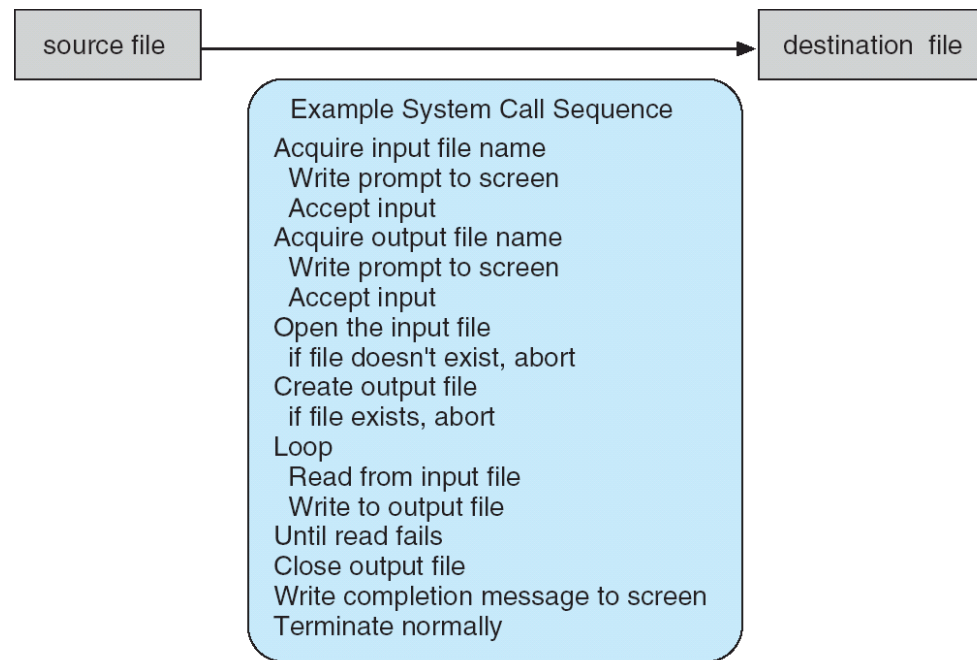 source file
destination file
Example System Call Sequence
Acquire input file name
Write prompt to screen
Accept input
Acquire output file name
Write prompt to screen
Accept input
Open the input file
if file doesn't exist, abort
Create output file
if file exists, abort
Loop
Read from input file
Write to output file
Until read fails
Close output file
Write completion message to screen
Terminate normally